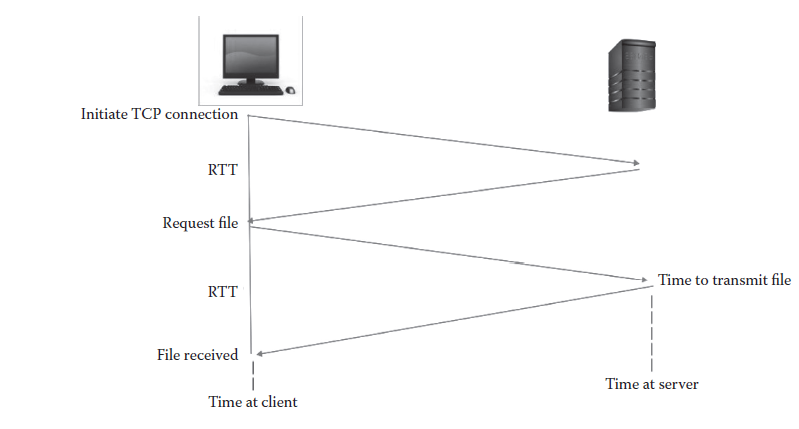 Initiate TCP connection
RTT
Request file
Time to transmit file
RTT
File received
Time at server
Time at client